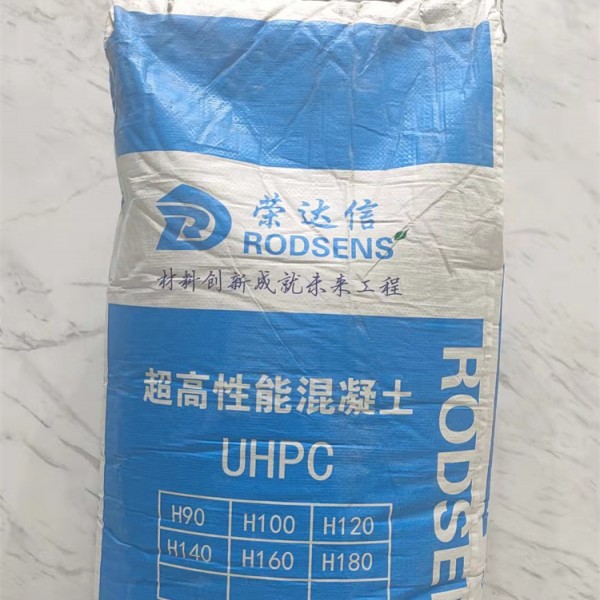 荣达信
RODSENS
材料创新成就未来工程
超高性能混凝土
UHPC
H90 H100 H120
H140 H160 H180
RODSE